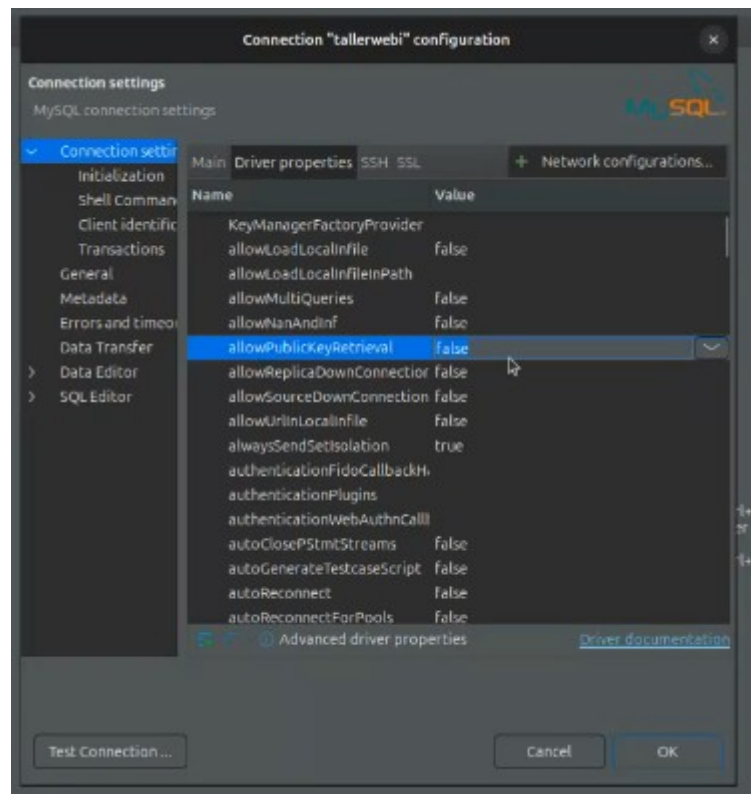 Connection "tallerwebi" configuration
Connection settings
MySQL connection settings
MySQL
Connection settin
Initialization
Shell Comman
Client identific
Transactions
General
Metadata
Errors and timeo
Data Transfer
Data Editor
SQL Editor
Main Driver properties SSH SSL + Network configurations...
Name Value
KeyManagerFactoryProvider
allowLoadLocalInfile false
allowLoadLocalInfileInPath
allowMultiQueries false
allowNanAndInf false
allowPublicKeyRetrieval false
allowReplicaDownConnection false
allowSourceDownConnection false
allowUrlInLocalInfile false
alwaysSendSetIsolation true
authenticationFidoCallbackH
authenticationPlugins
authenticationWebAuthnCall
autoClosePStmtStreams false
autoGenerateTestcaseScript false
autoReconnect false
autoReconnectForPools false
Advanced driver properties Driver documentation
Test Connection ... Cancel OK